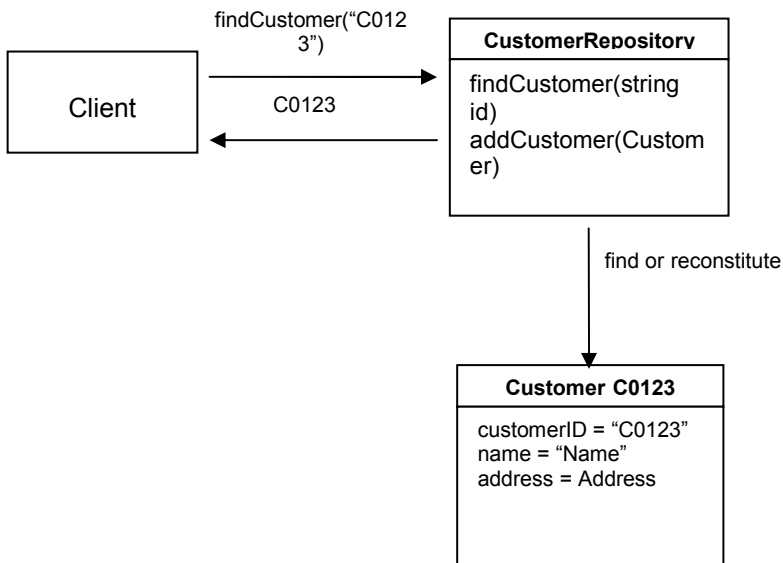 findCustomer(“C012
3”)
CustomerRepository
Client
C0123
findCustomer(string
id)
addCustomer(Custom
er)
find or reconstitute
Customer C0123
customerID = “C0123”
name = “Name”
address = Address